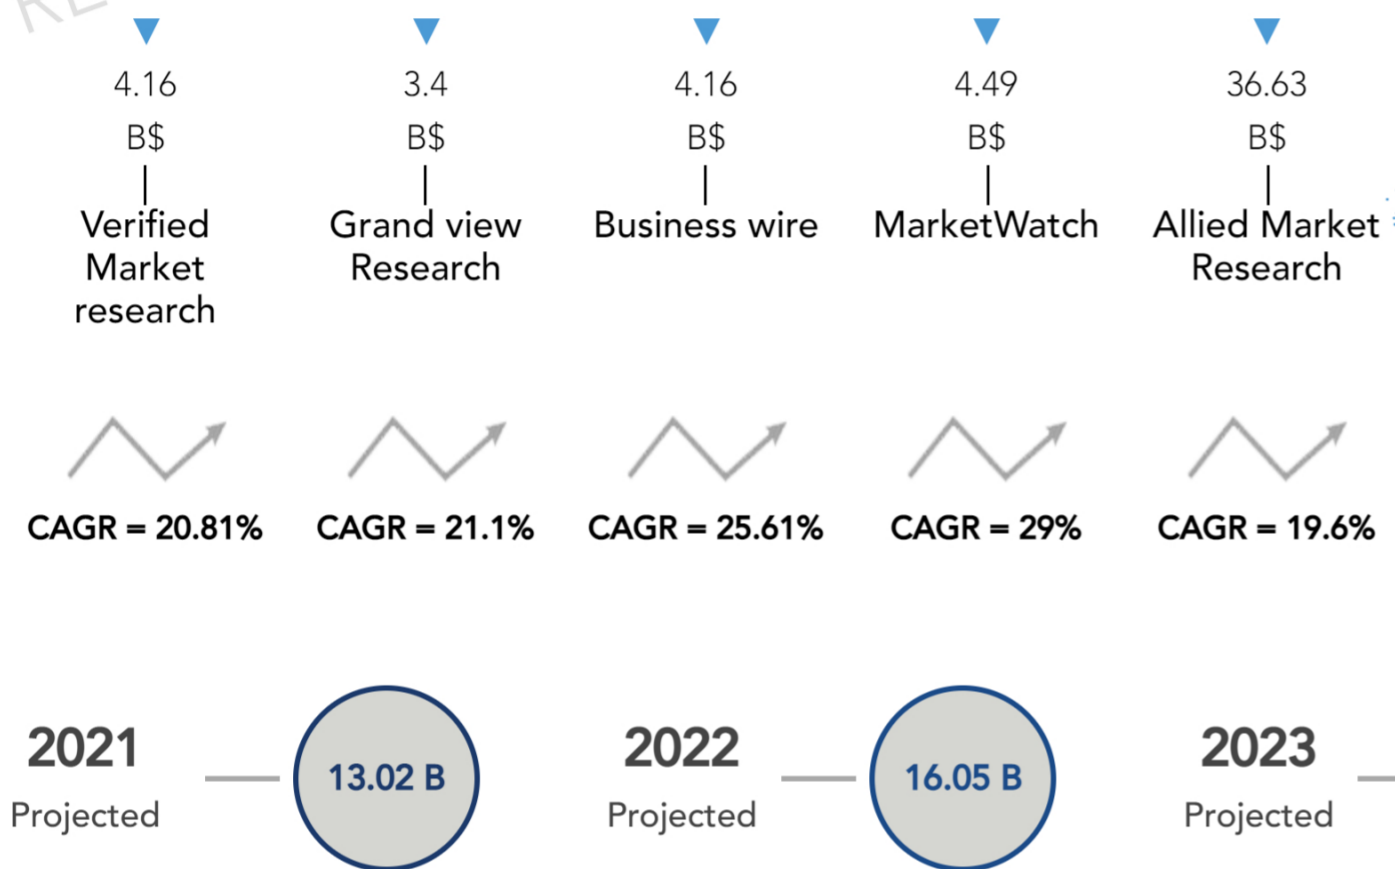 4.16 3.4 4.16 4.49 36.63
B$ B$ B$ B$ B$
Verified Grand view Business wire MarketWatch Allied Market
Market Research Research
research
CAGR = 20.81% CAGR = 21.1% CAGR = 25.61% CAGR = 29% CAGR = 19.6%
2021 2022 2023
13.02 B 16.05 B
Projected Projected Projected